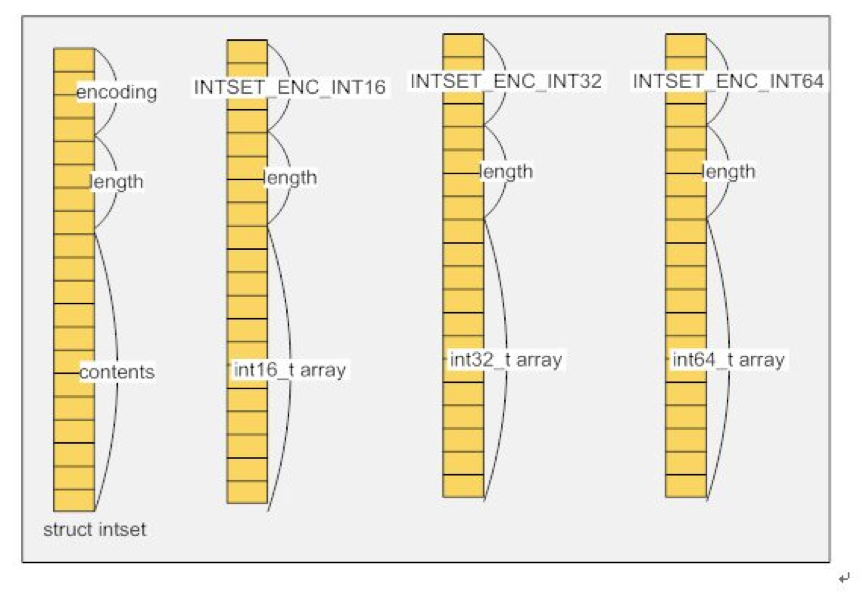 encoding
length
contents
struct intset
INTSET_ENC_INT16
length
int16_t array
INTSET_ENC_INT32
length
int32_t array
INTSET_ENC_INT64
length
int64_t array